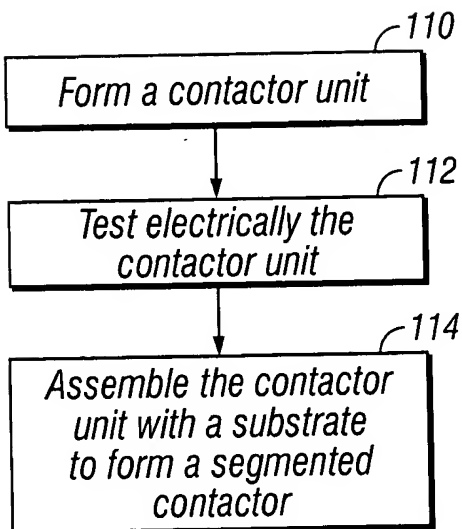 110
Form a contactor unit
112
Test electrically the
contactor unit
114
Assemble the contactor
unit with a substrate
to form a segmented
contactor